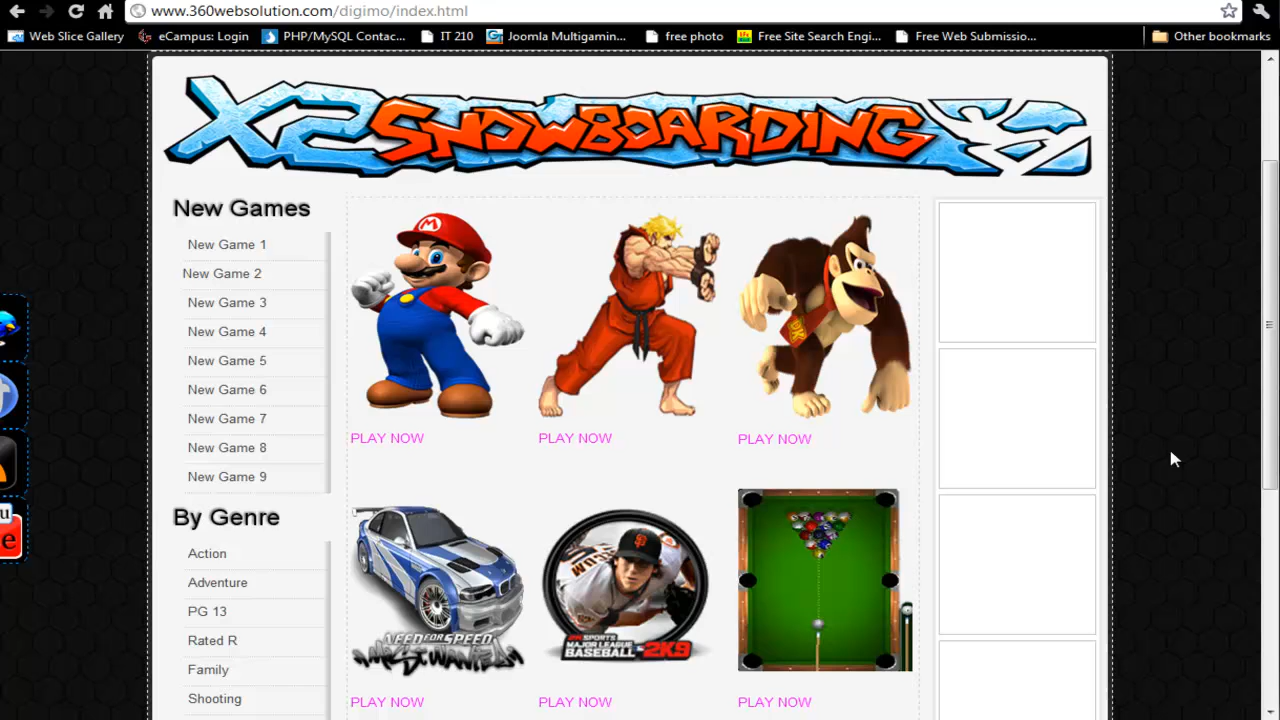 www.360websolution.com/digimo/index.html
Web Slice Gallery eCampus: Login PHP/MySQL Contac... IT 210 Joomla Multigamin... free photo Free Site Search Engi... Free Web Submissio... Other bookmarks
X2 SNOWBOARDING
New Games
New Game 1
New Game 2
New Game 3
New Game 4
New Game 5
New Game 6
New Game 7
New Game 8
New Game 9
M
DK
PLAY NOW PLAY NOW PLAY NOW
By Genre
Action
Adventure
PG 13
Rated R
Family
Shooting
NEED FOR SPEED
MOST WANTED
2K SPORTS
MAJOR LEAGUE
BASEBALL 2K9
PLAY NOW PLAY NOW PLAY NOW